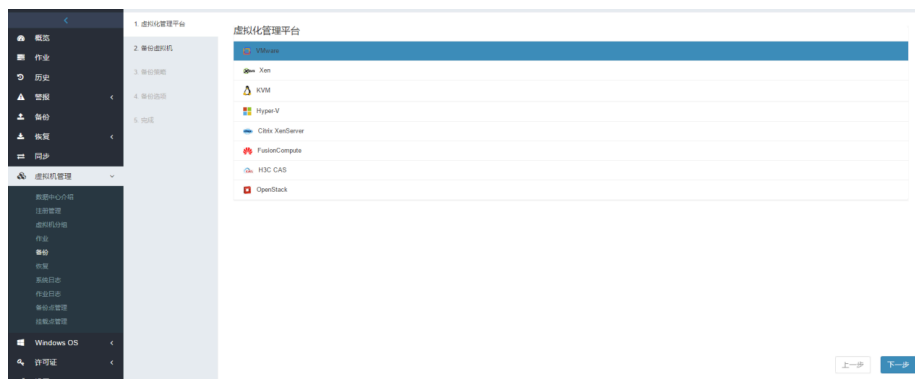 概览
作业
历史
警报
备份
恢复
同步
虚拟机管理
数据中心介绍
注册管理
虚拟机分组
作业
备份
恢复
系统日志
作业日志
备份点管理
挂载点管理
Windows OS
许可证
1. 虚拟化管理平台
2. 备份虚拟机
3. 备份策略
4. 备份选项
5. 完成
虚拟化管理平台
VMware
Xen
KVM
Hyper-V
Citrix XenServer
FusionCompute
H3C CAS
OpenStack
上一步
下一步